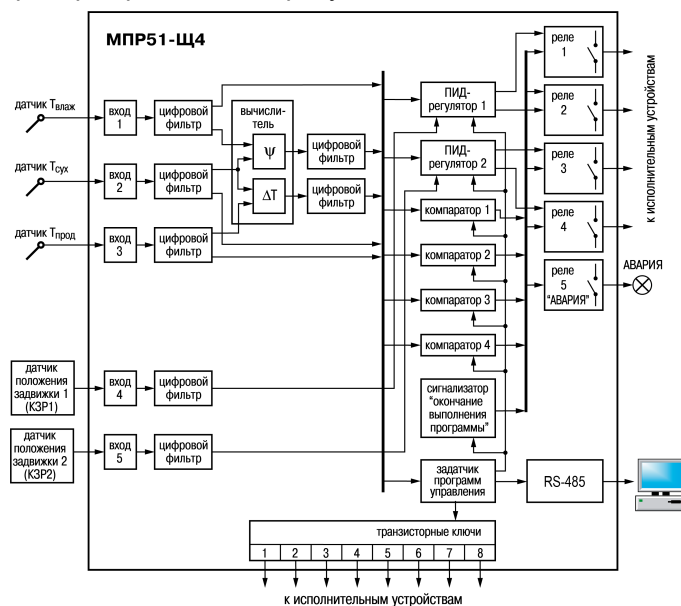 МПР51-Щ4
датчик Tвлаж
вход
1
цифровой
фильтр
датчик Tсух
вход
2
цифровой
фильтр
датчик Tпрод
вход
3
цифровой
фильтр
вычисли-
тель
ψ
ΔT
цифровой
фильтр
цифровой
фильтр
ПИД-
регулятор 1
ПИД-
регулятор 2
компаратор 1
компаратор 2
компаратор 3
компаратор 4
сигнализатор
"окончание
выполнения
программы"
задатчик
программ
управления
реле
1
реле
2
реле
3
реле
4
реле
5
"АВАРИЯ"
к исполнительным устройствам
АВАРИЯ
датчик
положения
задвижки 1
(КЗР1)
вход
4
цифровой
фильтр
датчик
положения
задвижки 2
(КЗР2)
вход
5
цифровой
фильтр
RS-485
транзисторные ключи
1 2 3 4 5 6 7 8
к исполнительным устройствам